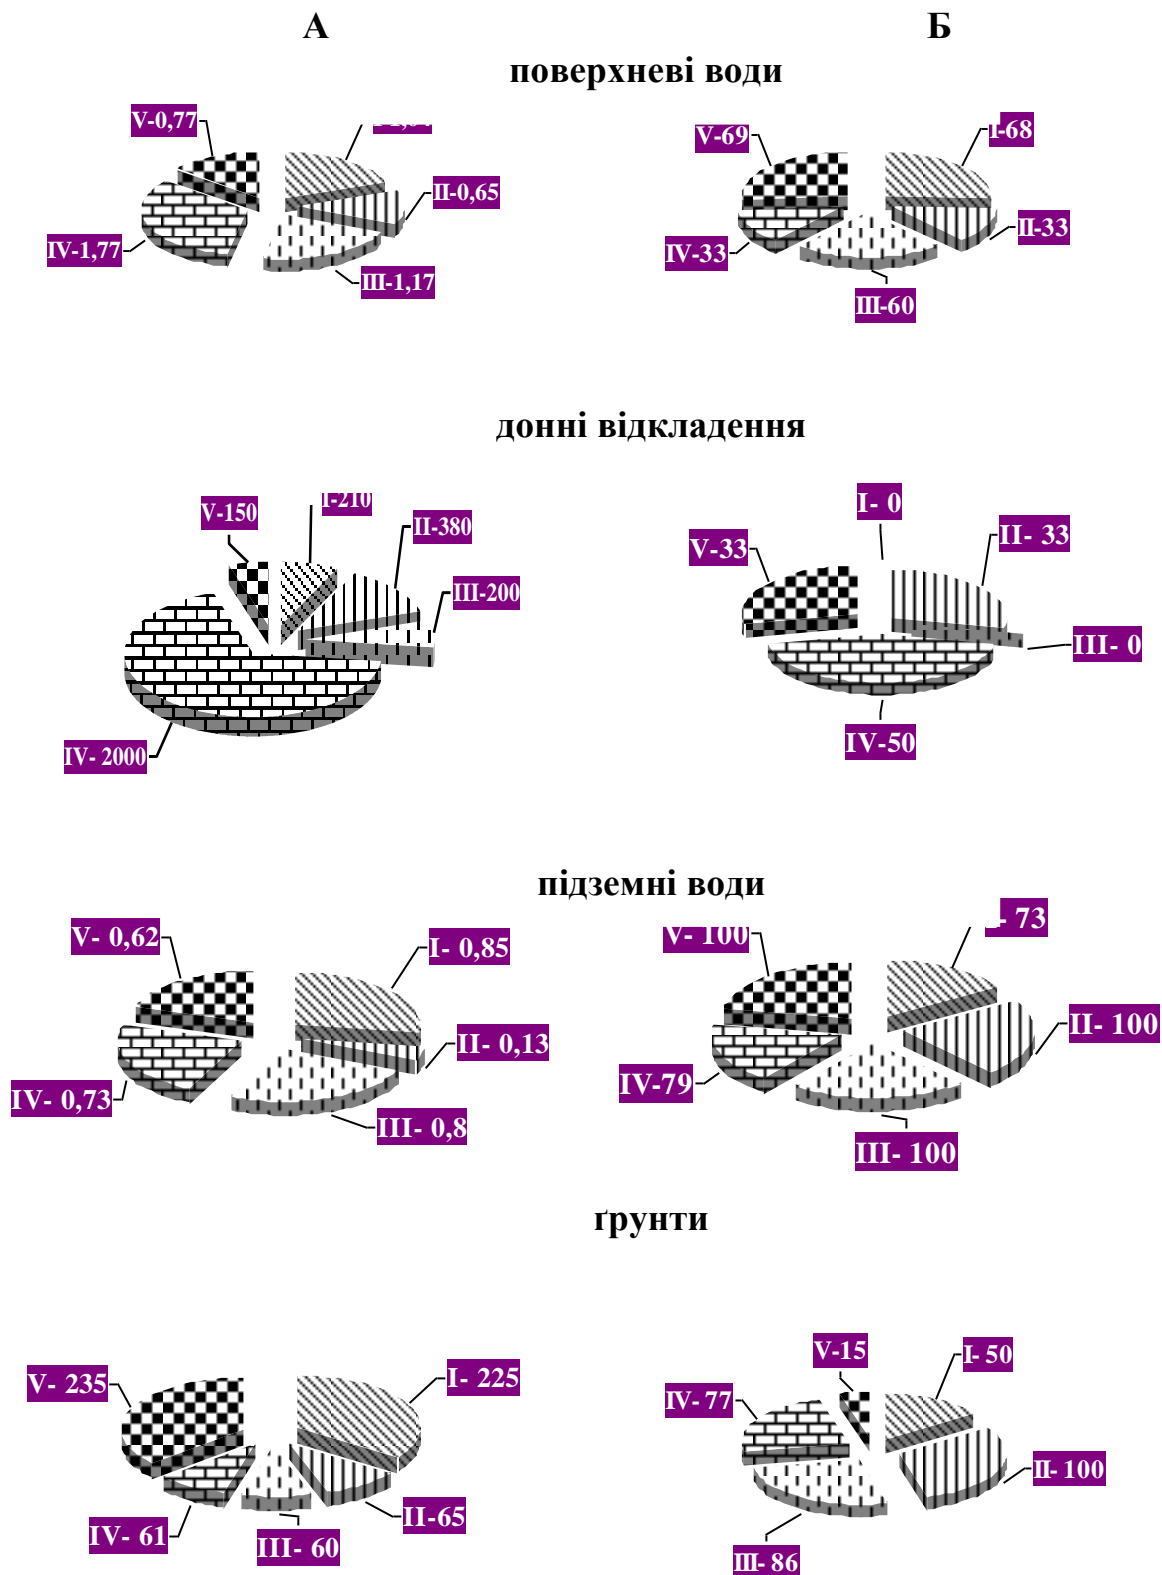 А Б
поверхневі води
V-0,77
II-0,65
IV-1,77
III-1,17
V-69
I-68
II-33
IV-33
III-60
донні відкладення
V-150
I-210
II-380
III-200
IV- 2000
I- 0
V-33
II- 33
III- 0
IV-50
підземні води
V- 0,62
I- 0,85
II- 0,13
IV- 0,73
III- 0,8
V- 100
- 73
II- 100
IV-79
III- 100
ґрунти
V- 235
I- 225
II-65
IV- 61
III- 60
V-15
I- 50
IV- 77
II- 100
III- 86